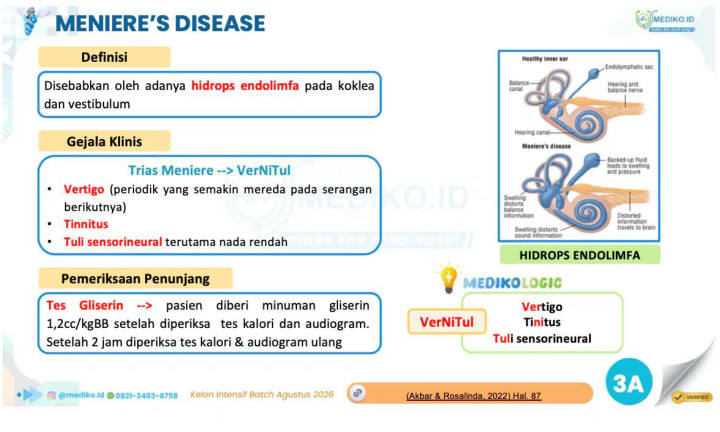 MENIERE'S DISEASE
MEDIKO.ID
Definisi
Disebabkan oleh adanya hidrops endolimfa pada koklea
dan vestibulum
Gejala Klinis
Trias Meniere --> VerNiTul
• Vertigo (periodik yang semakin mereda pada serangan
berikutnya)
• Tinnitus
• Tuli sensorineural terutama nada rendah
Pemeriksaan Penunjang
Tes Gliserin --> pasien diberi minuman gliserin
1,2cc/kgBB setelah diperiksa tes kalori dan audiogram.
Setelah 2 jam diperiksa tes kalori & audiogram ulang
Healthy inner ear
Endolymphatic sac
Balance
canal
Hearing and
balance nerve
Hearing canal
Meniere's disease
Backed-up fluid
leads to swelling
and pressure
Swelling
distorts
balance
information
Swelling distorts
sound information
Distorted
information
travels to brain
HIDROPS ENDOLIMFA
MEDIKOLOGIC
VerNiTul
Vertigo
Tinitus
Tuli sensorineural
MEDIKO.ID
@mediko.id 0821-3403-8758
Kelon Intensif Batch Agustus 2026
(Akbar & Rosalinda, 2022) Hal. 87
3A
VERIFIED